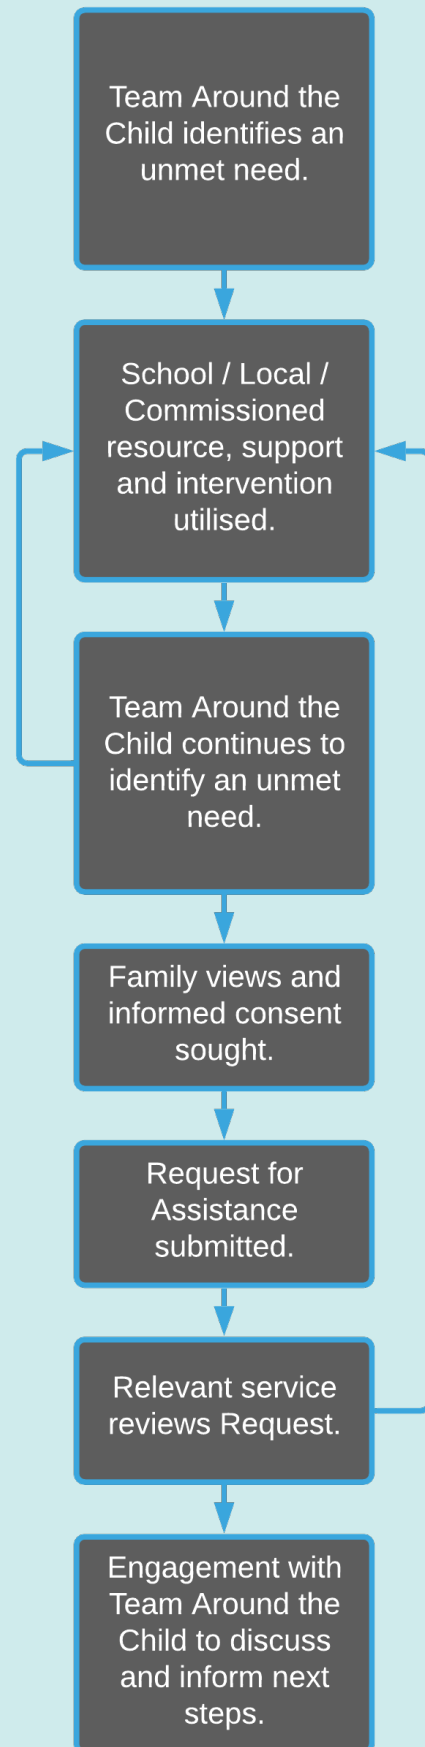 Team Around the
Child identifies an
unmet need.
School / Local /
Commissioned
resource, support
and intervention
utilised.
Team Around the
Child continues to
identify an unmet
need.
Family views and
informed consent
sought.
Request for
Assistance
submitted.
Relevant service
reviews Request.
Engagement with
Team Around the
Child to discuss
and inform next
steps.